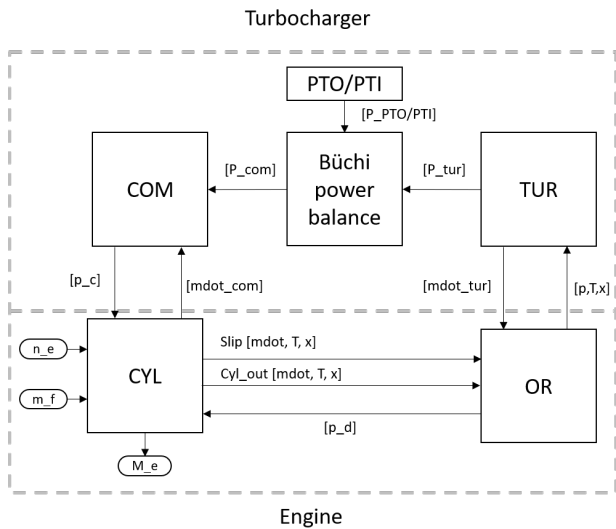 Turbocharger
PTO/PTI
[P_PTO/PTI]
COM
[P_com]
Büchi
power
balance
[P_tur]
TUR
[p_c]
[mdot_com]
[mdot_tur]
[p,T,x]
n_e
m_f
CYL
Slip [mdot, T, x]
Cyl_out [mdot, T, x]
[p_d]
OR
M_e
Engine